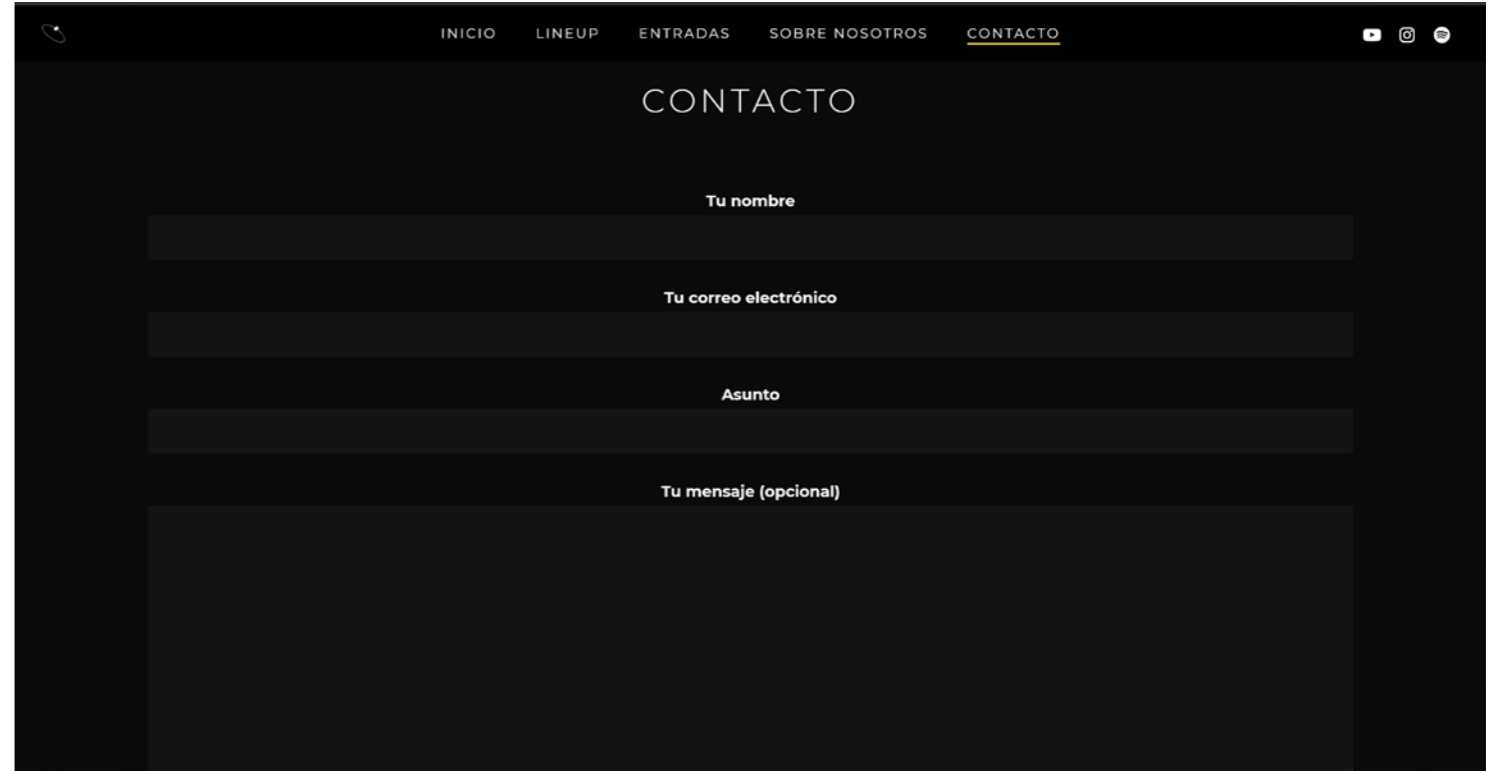 INICIO LINEUP ENTRADAS SOBRE NOSOTROS CONTACTO
CONTACTO
Tu nombre
Tu correo electrónico
Asunto
Tu mensaje (opcional)